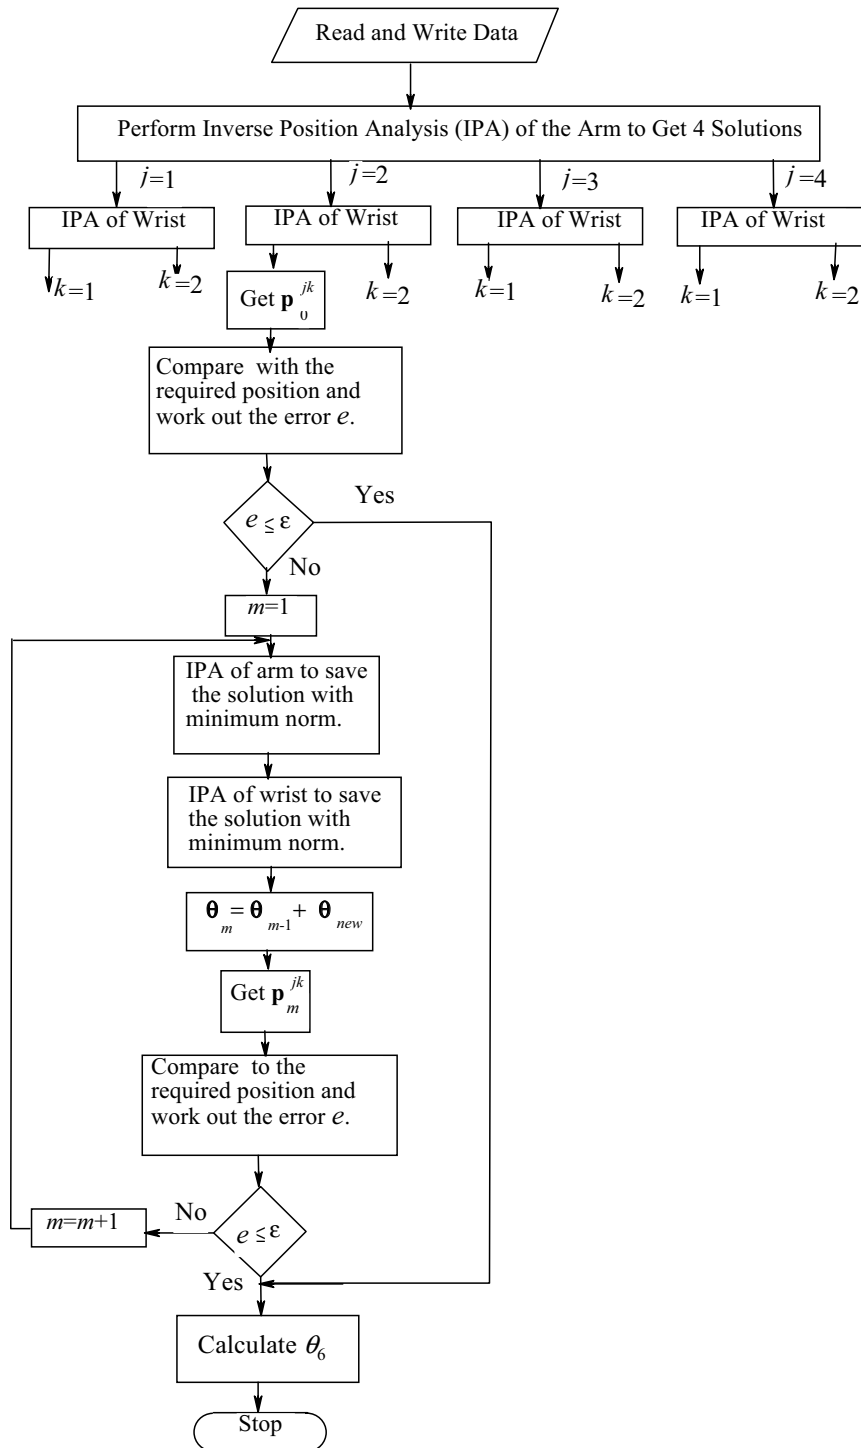 Read and Write Data
Perform Inverse Position Analysis (IPA) of the Arm to Get 4 Solutions
j=1
j=2
j=3
j=4
IPA of Wrist
IPA of Wrist
IPA of Wrist
IPA of Wrist
k=1
k=2
k=2
k=1
k=2
k=1
k=2
Get p₀ʲᵏ
Compare with the
required position and
work out the error e.
e ≤ ε
Yes
No
m=1
IPA of arm to save
the solution with
minimum norm.
IPA of wrist to save
the solution with
minimum norm.
θₘ = θₘ₋₁ + θ_new
Get pₘʲᵏ
Compare to the
required position and
work out the error e.
m=m+1
No
e ≤ ε
Yes
Calculate θ₆
Stop